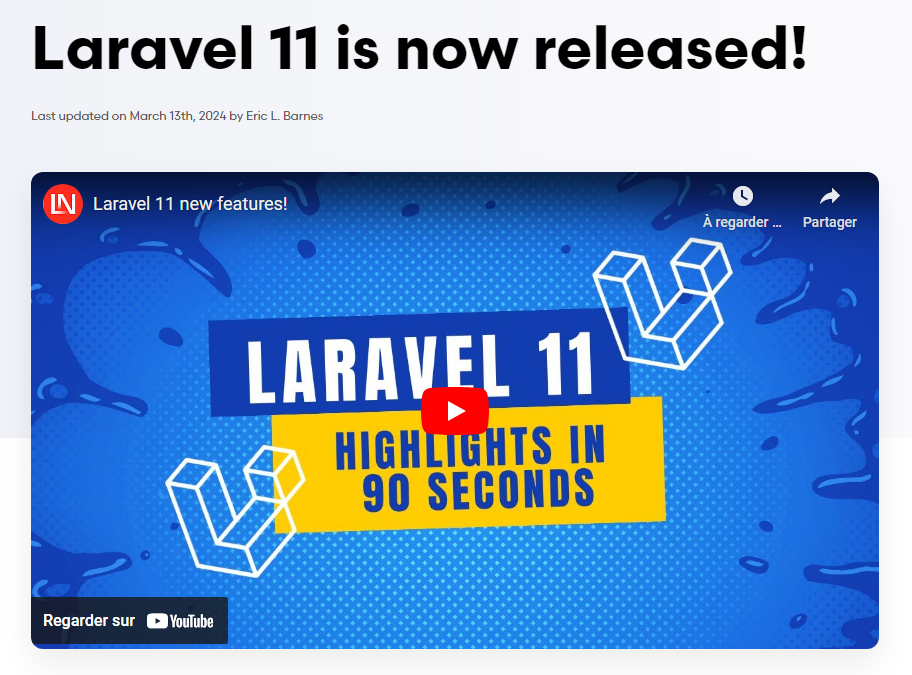 Laravel 11 is now released!
Last updated on March 13th, 2024 by Eric L. Barnes
LN
Laravel 11 new features!
À regarder ...
Partager
LARAVEL 11
HIGHLIGHTS IN
90 SECONDS
Regarder sur YouTube